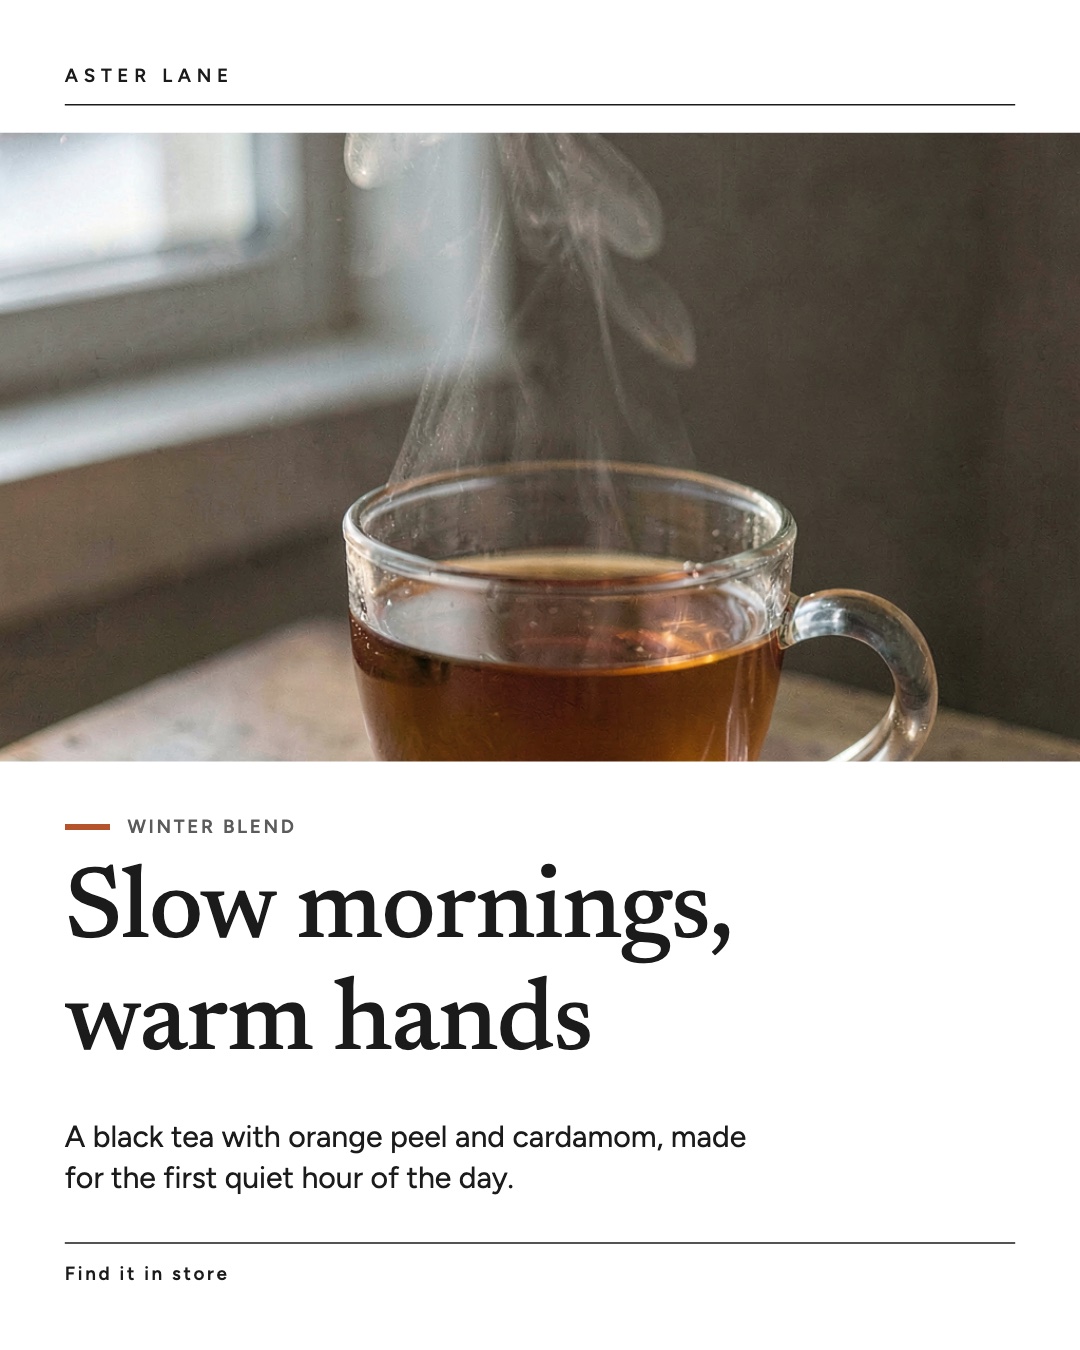 ASTER LANE
WINTER BLEND
Slow mornings,
warm hands
A black tea with orange peel and cardamom, made
for the first quiet hour of the day.
Find it in store